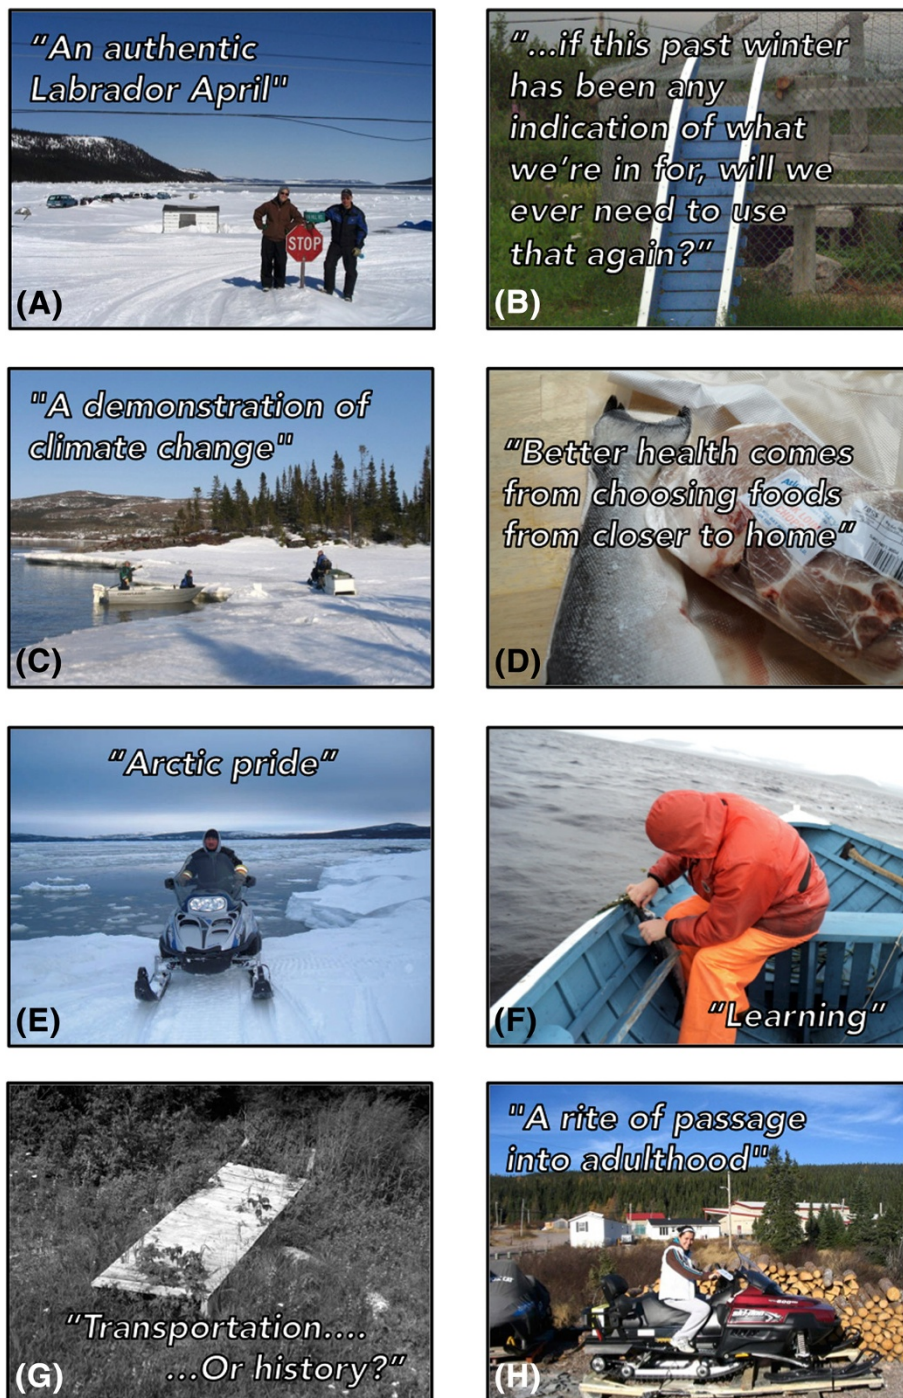 "An authentic
Labrador April"
STOP
(A)
"...if this past winter
has been any
indication of what
we're in for, will we
ever need to use
that again?"
(B)
"A demonstration of
climate change"
(C)
"Better health comes
from choosing foods
from closer to home"
(D)
"Arctic pride"
(E)
"Learning"
(F)
"Transportation....
...Or history?"
(G)
"A rite of passage
into adulthood"
(H)